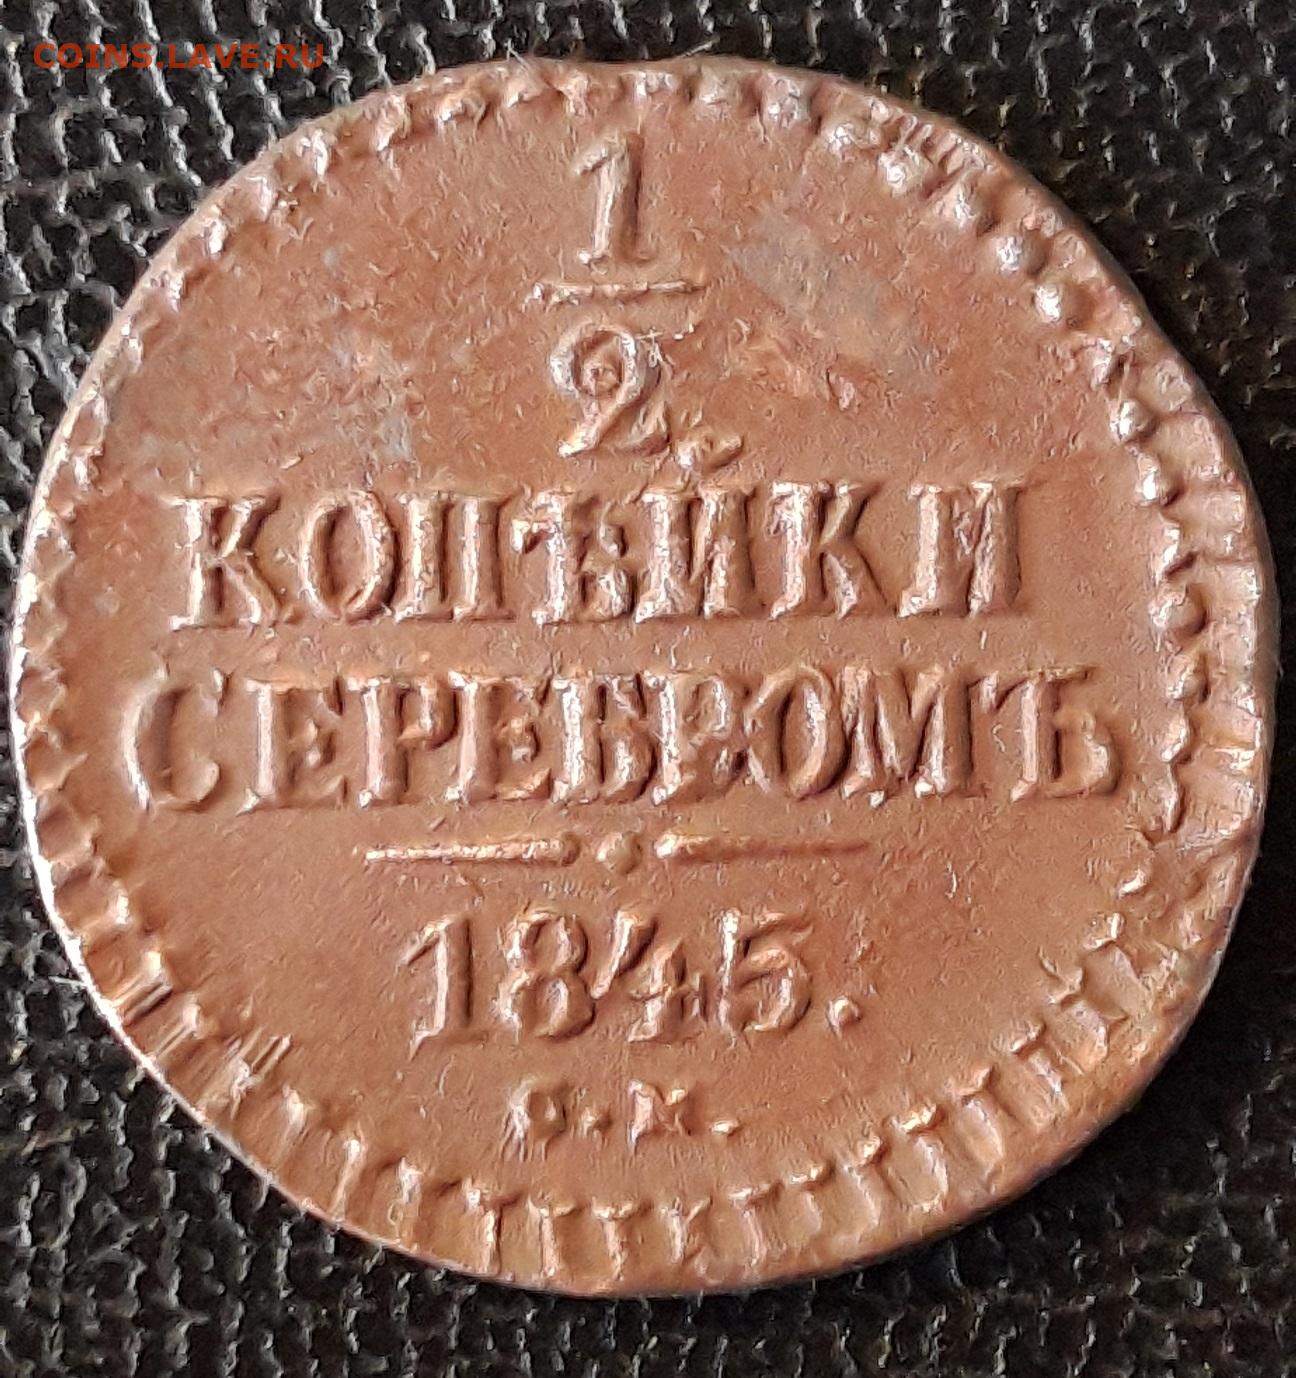 COINS.LAVE.RU
1
2
КОПѢЙКИ
СЕРЕБРОМЪ
1845.
С.М.